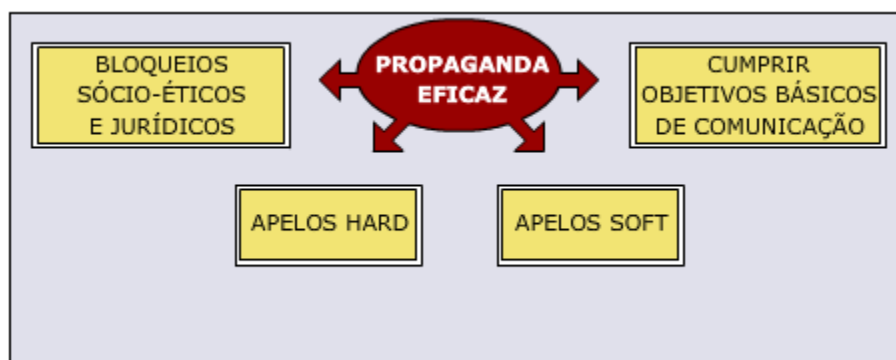 PROPAGANDA
EFICAZ
BLOQUEIOS
SÓCIO-ÉTICOS
E JURÍDICOS
CUMPRIR
OBJETIVOS BÁSICOS
DE COMUNICAÇÃO
APELOS HARD
APELOS SOFT